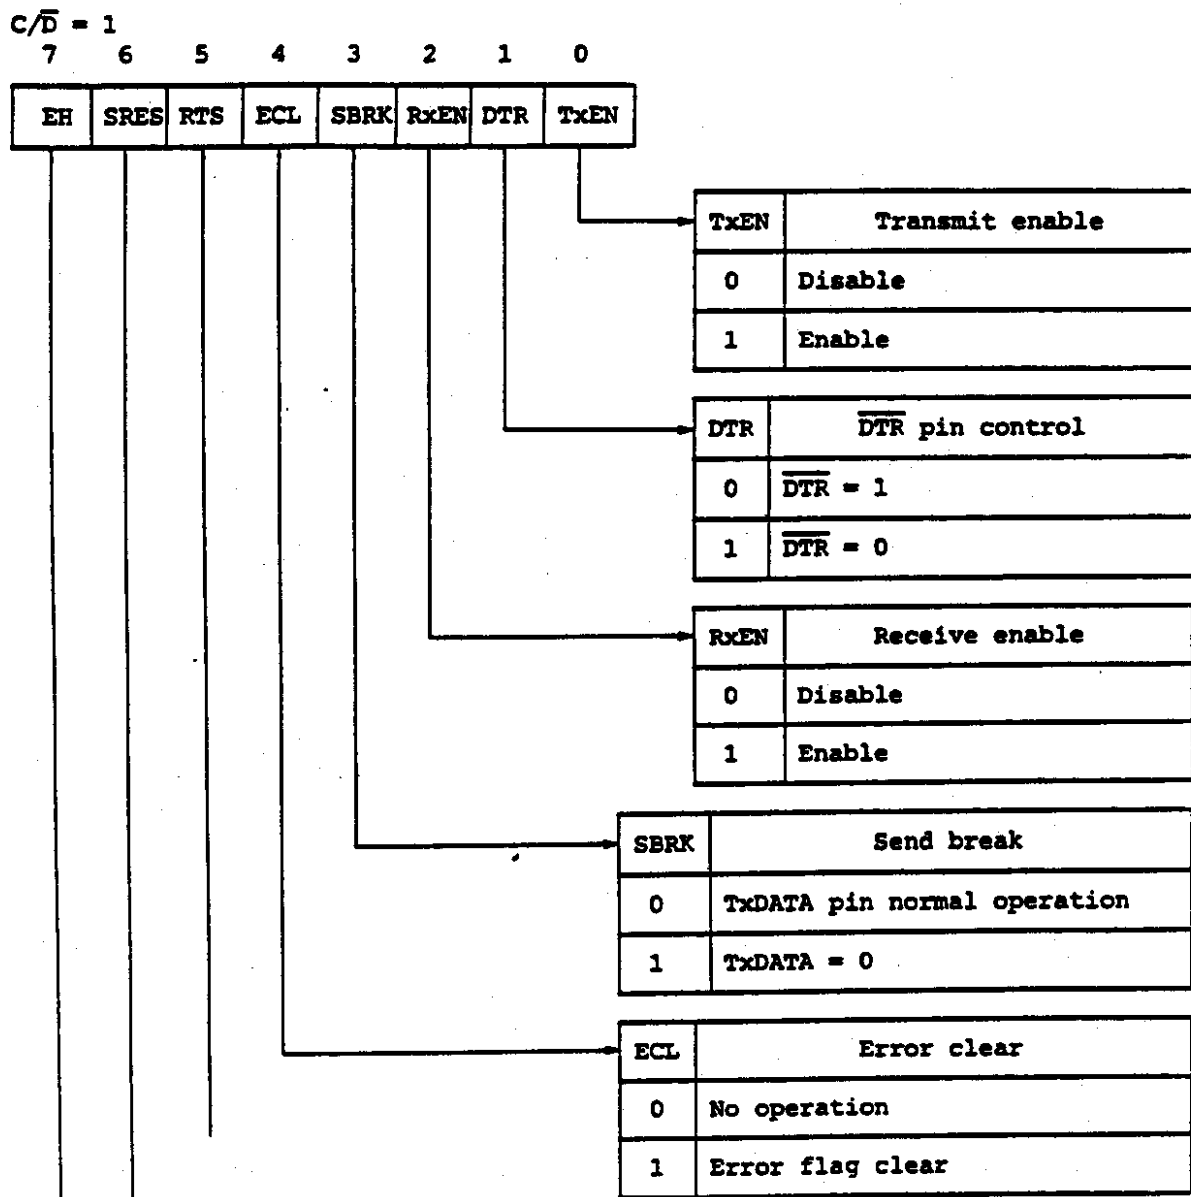 C/D̅ = 1
7 6 5 4 3 2 1 0
EH SRES RTS ECL SBRK RxEN DTR TxEN
TxEN Transmit enable
0 Disable
1 Enable
DTR D̅T̅R̅ pin control
0 D̅T̅R̅ = 1
1 D̅T̅R̅ = 0
RxEN Receive enable
0 Disable
1 Enable
SBRK Send break
0 TxDATA pin normal operation
1 TxDATA = 0
ECL Error clear
0 No operation
1 Error flag clear